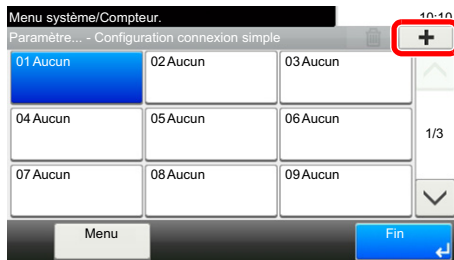 Menu système/Compteur.
10:10
Paramètre... - Configuration connexion simple
01 Aucun
02 Aucun
03 Aucun
04 Aucun
05 Aucun
06 Aucun
1/3
07 Aucun
08 Aucun
09 Aucun
Menu
Fin